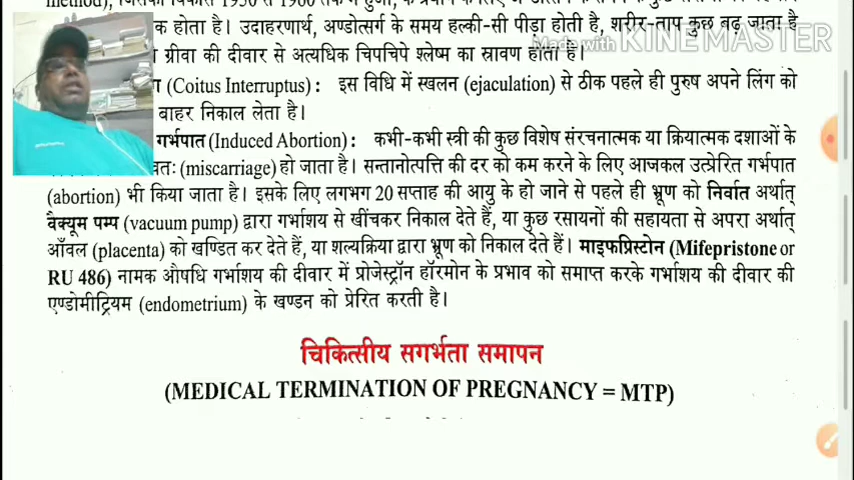 method), जिसका विकास 1950 से 1960 तक में हुआ, के प्रयोग के लिए
क होता है। उदाहरणार्थ, अण्डोत्सर्ग के समय हल्की-सी पीड़ा होती है, शरीर-ताप कुछ बढ़ जाता है
Made with KINEMASTER
ग्रीवा की दीवार से अत्यधिक चिपचिपे श्लेष्म का स्रावण होता है।
(Coitus Interruptus) : इस विधि में स्खलन (ejaculation) से ठीक पहले ही पुरुष अपने लिंग को
बाहर निकाल लेता है।
गर्भपात (Induced Abortion) : कभी-कभी स्त्री की कुछ विशेष संरचनात्मक या क्रियात्मक दशाओं के
वतः (miscarriage) हो जाता है। सन्तानोत्पत्ति की दर को कम करने के लिए आजकल उत्प्रेरित गर्भपात
(abortion) भी किया जाता है। इसके लिए लगभग 20 सप्ताह की आयु के हो जाने से पहले ही भ्रूण को निर्वात अर्थात्
वैक्यूम पम्प (vacuum pump) द्वारा गर्भाशय से खींचकर निकाल देते हैं, या कुछ रसायनों की सहायता से अपरा अर्थात्
आँवल (placenta) को खण्डित कर देते हैं, या शल्यक्रिया द्वारा भ्रूण को निकाल देते हैं। माइफप्रिस्टोन (Mifepristone or
RU 486) नामक औषधि गर्भाशय की दीवार में प्रोजेस्ट्रॉन हॉरमोन के प्रभाव को समाप्त करके गर्भाशय की दीवार की
एण्डोमीट्रियम (endometrium) के खण्डन को प्रेरित करती है।
चिकित्सीय सगर्भता समापन
(MEDICAL TERMINATION OF PREGNANCY = MTP)